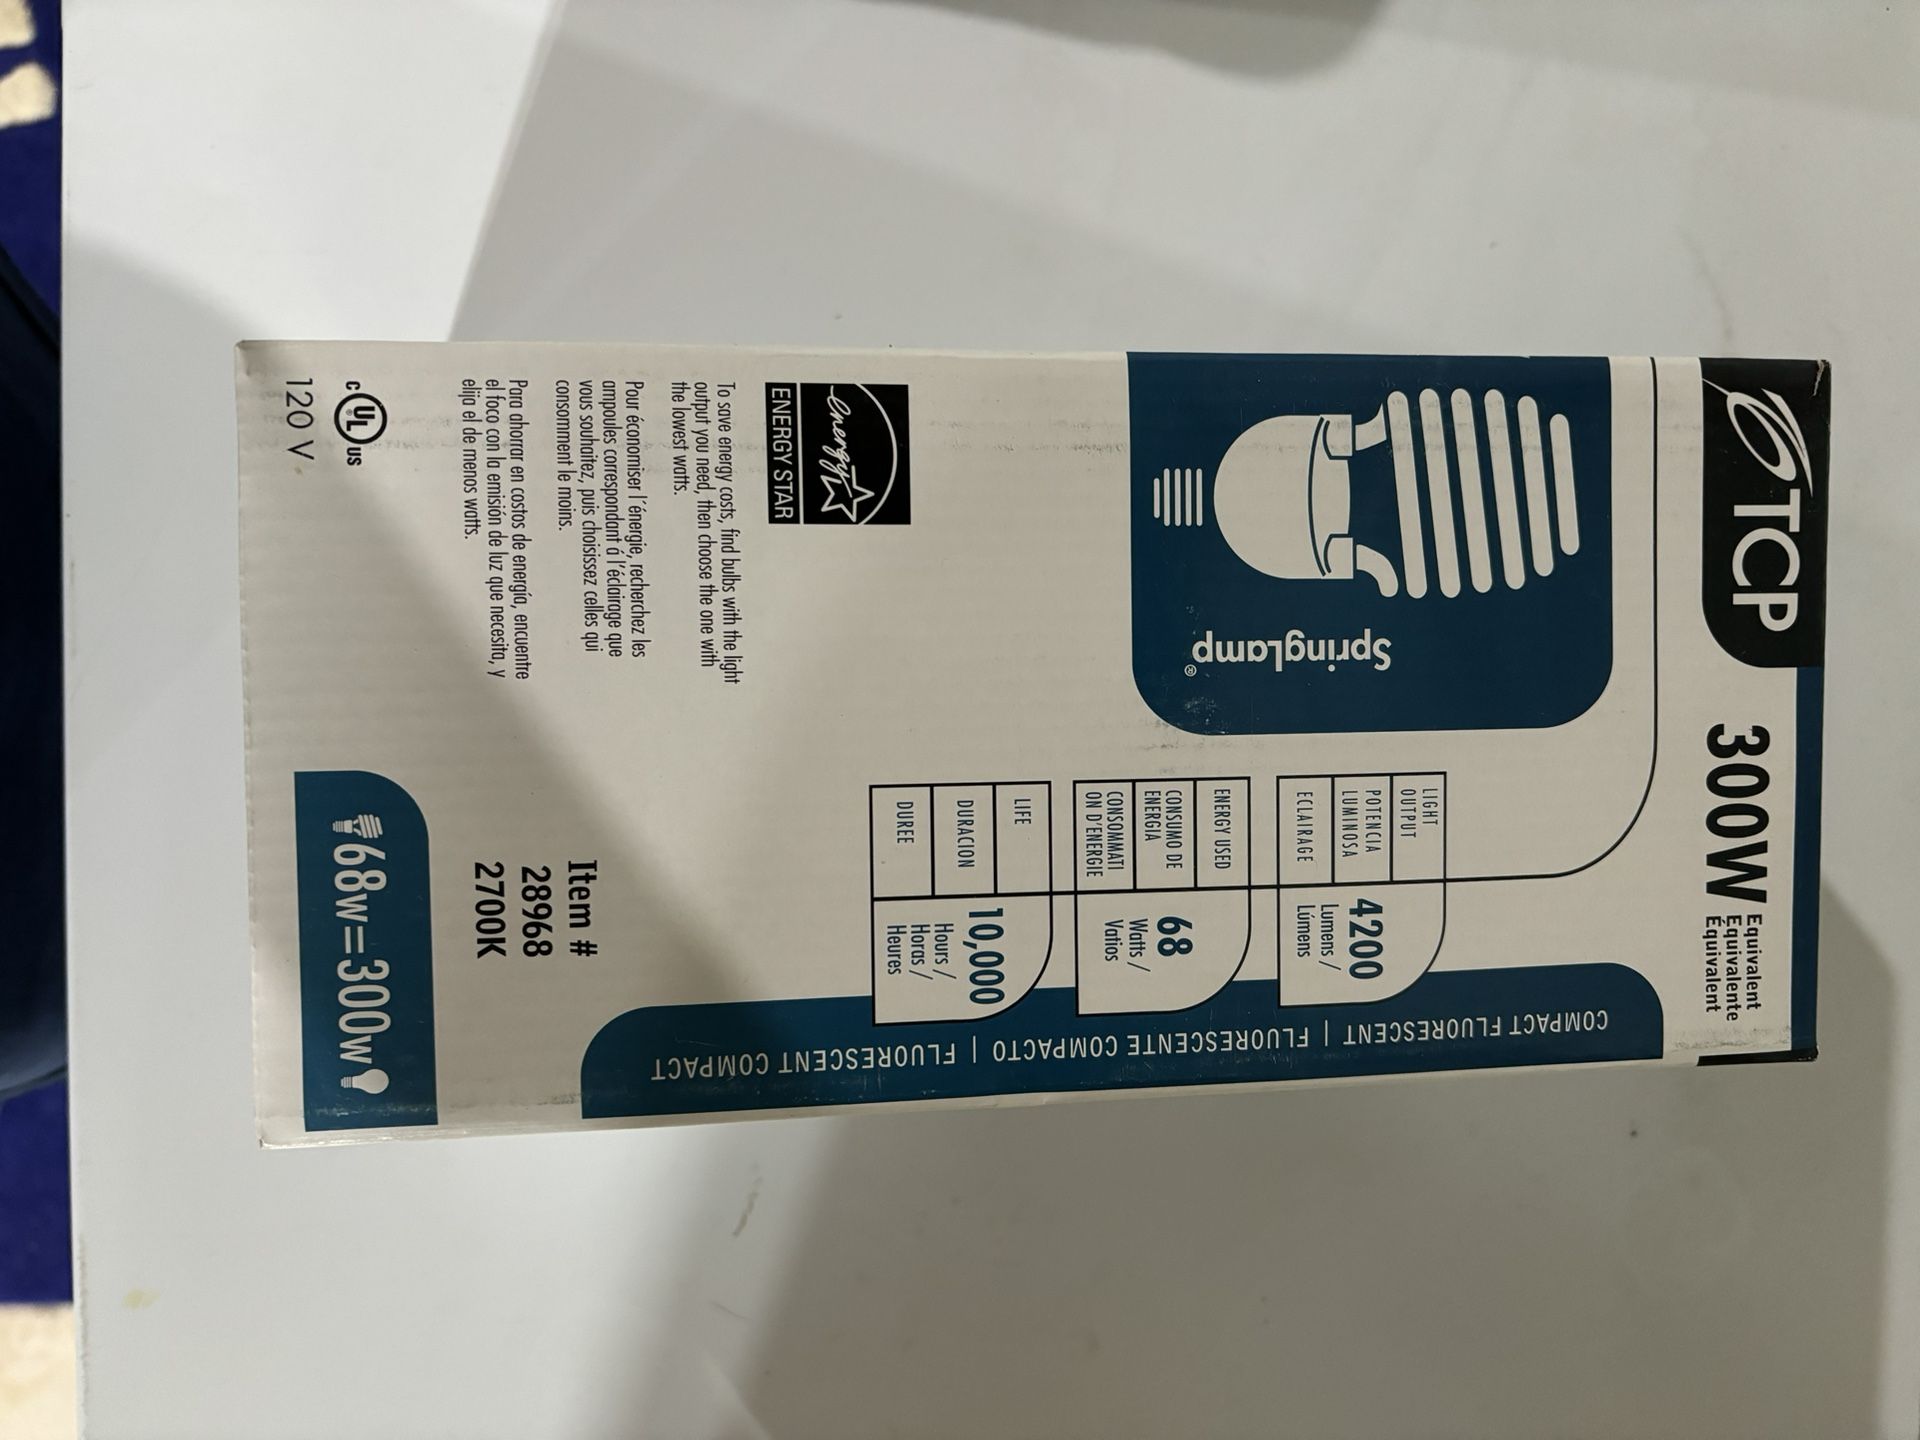 TCP
300W
Equivalent
Equivalente
Équivalent
SpringLamp®
COMPACT FLUORESCENT | FLUORESCENTE COMPACTO | FLUORESCENT COMPACT
LIGHT
OUTPUT
POTENCIA
LUMINOSA
ECLAIRAGE
4200
Lumens /
Lúmens
ENERGY USED
CONSUMO DE
ENERGIA
CONSOMMATI
ON D'ENERGIE
68
Watts /
Vatios
LIFE
DURACION
DUREE
10,000
Hours /
Horas /
Heures
energy
ENERGY STAR
To save energy costs, find bulbs with the light
output you need, then choose the one with
the lowest watts.
Pour économiser l'énergie, recherchez les
ampoules correspondant á l'éclairage que
vous souhaitez, puis choisissez celles qui
consomment le moins.
Para ahorrar en costos de energía, encuentre
el foco con la emisión de luz que necesita, y
elija el de menos watts.
Item #
28968
2700K
c UL® US
120 V
68w=300w